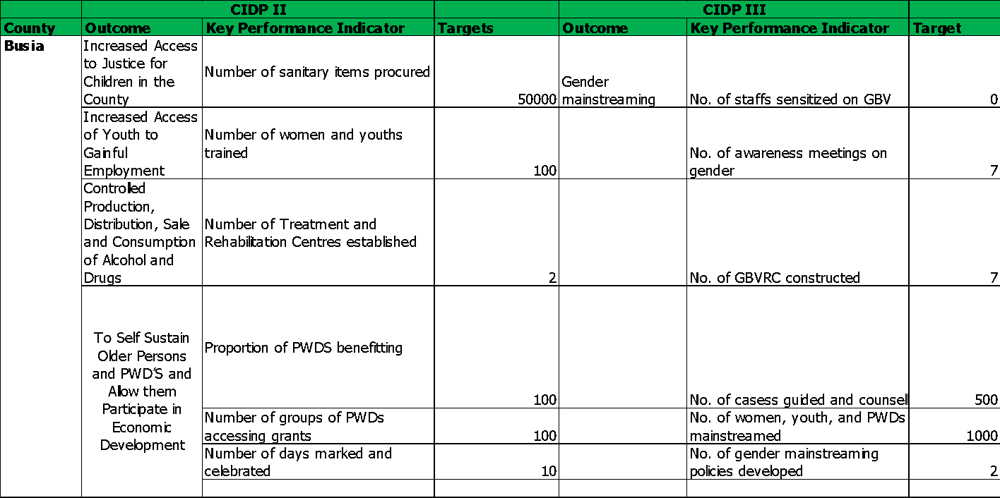 CIDP II CIDP III
County Outcome Key Performance Indicator Targets Outcome Key Performance Indicator Target
Busia
Increased Access
to Justice for
Children in the
County
Number of sanitary items procured
50000
Gender
mainstreaming
No. of staffs sensitized on GBV
0
Increased Access
of Youth to
Gainful
Employment
Number of women and youths
trained
100
No. of awareness meetings on
gender
7
Controlled
Production,
Distribution, Sale
and Consumption
of Alcohol and
Drugs
Number of Treatment and
Rehabilitation Centres established
2
No. of GBVRC constructed
7
To Self Sustain
Older Persons
and PWD'S and
Allow them
Participate in
Economic
Development
Proportion of PWDS benefitting
100
No. of casess guided and counsel
500
Number of groups of PWDs
accessing grants
100
No. of women, youth, and PWDs
mainstreamed
1000
Number of days marked and
celebrated
10
No. of gender mainstreaming
policies developed
2